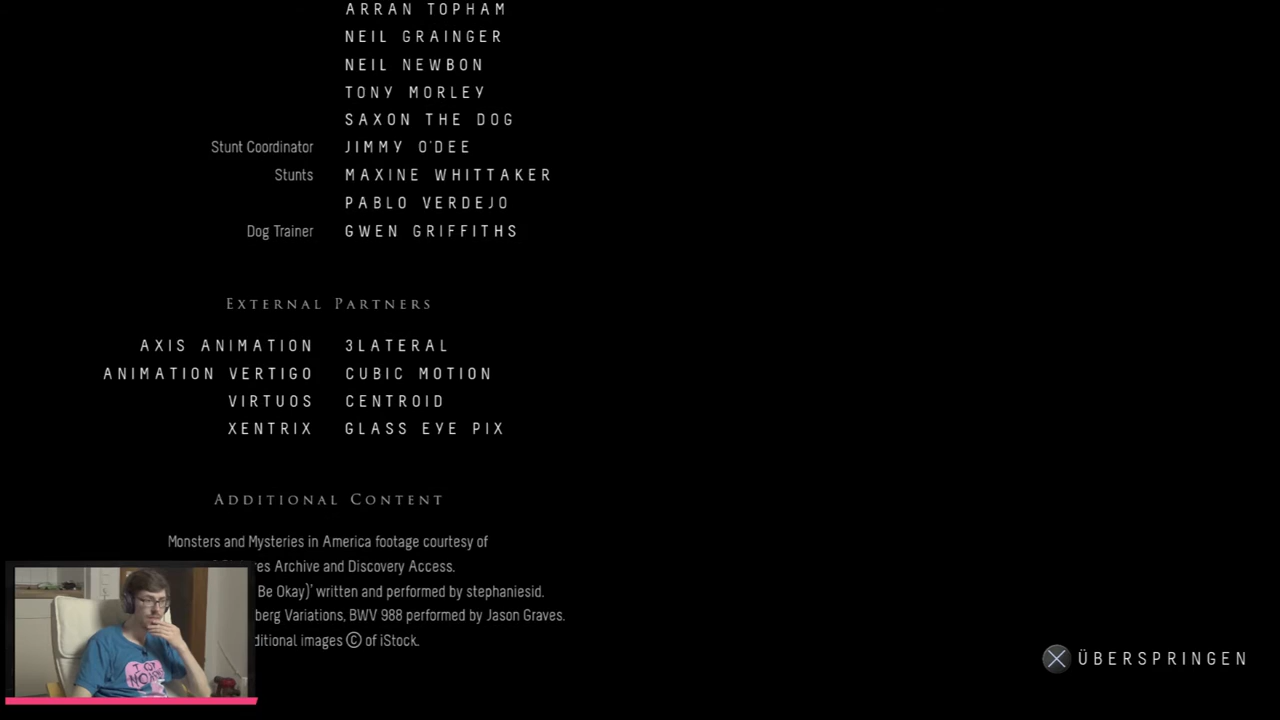 ARRAN TOPHAM
NEIL GRAINGER
NEIL NEWBON
TONY MORLEY
SAXON THE DOG
Stunt Coordinator JIMMY O'DEE
Stunts MAXINE WHITTAKER
PABLO VERDEJO
Dog Trainer GWEN GRIFFITHS
EXTERNAL PARTNERS
AXIS ANIMATION 3LATERAL
ANIMATION VERTIGO CUBIC MOTION
VIRTUOS CENTROID
XENTRIX GLASS EYE PIX
ADDITIONAL CONTENT
Monsters and Mysteries in America footage courtesy of
Archive and Discovery Access.
Be Okay)' written and performed by stephaniesid.
Variations, BWV 988 performed by Jason Graves.
images © of iStock.
ÜBERSPRINGEN